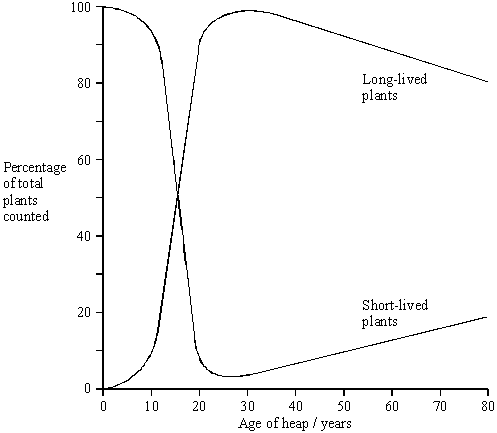 100
80
Long-lived
plants
60
Percentage
of total
plants
counted
40
20
Short-lived
plants
0
0 10 20 30 40 50 60 70 80
Age of heap / years